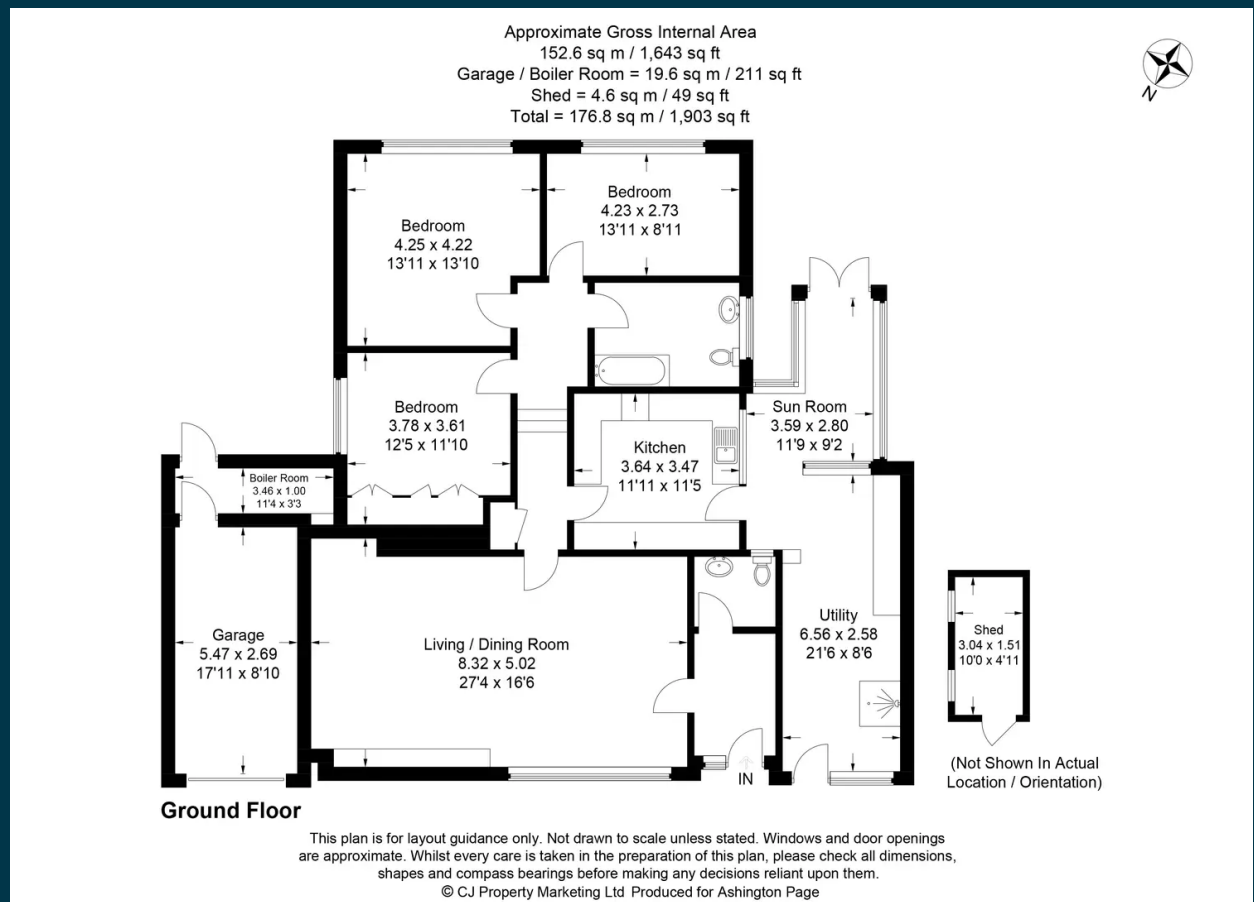 Approximate Gross Internal Area
152.6 sq m / 1,643 sq ft
Garage / Boiler Room = 19.6 sq m / 211 sq ft
Shed = 4.6 sq m / 49 sq ft
Total = 176.8 sq m / 1,903 sq ft
N
Bedroom
4.25 x 4.22
13'11 x 13'10
Bedroom
4.23 x 2.73
13'11 x 8'11
Bedroom
3.78 x 3.61
12'5 x 11'10
Kitchen
3.64 x 3.47
11'11 x 11'5
Sun Room
3.59 x 2.80
11'9 x 9'2
Boiler Room
3.46 x 1.00
11'4 x 3'3
Garage
5.47 x 2.69
17'11 x 8'10
Living / Dining Room
8.32 x 5.02
27'4 x 16'6
Utility
6.56 x 2.58
21'6 x 8'6
Shed
3.04 x 1.51
10'0 x 4'11
IN
(Not Shown In Actual
Location / Orientation)
Ground Floor
This plan is for layout guidance only. Not drawn to scale unless stated. Windows and door openings
are approximate. Whilst every care is taken in the preparation of this plan, please check all dimensions,
shapes and compass bearings before making any decisions reliant upon them.
© CJ Property Marketing Ltd Produced for Ashington Page